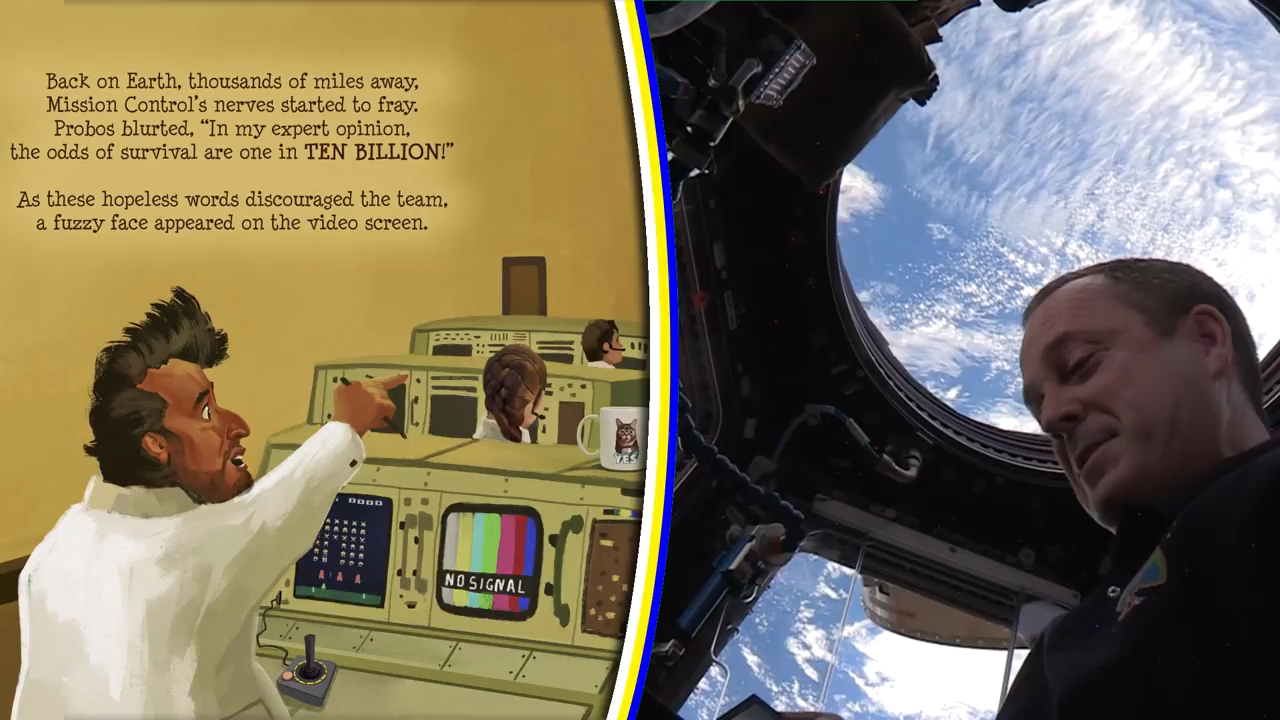 Back on Earth, thousands of miles away,
Mission Control's nerves started to fray.
Probos blurted, “In my expert opinion,
the odds of survival are one in TEN BILLION!”
As these hopeless words discouraged the team,
a fuzzy face appeared on the video screen.
YES
NO SIGNAL